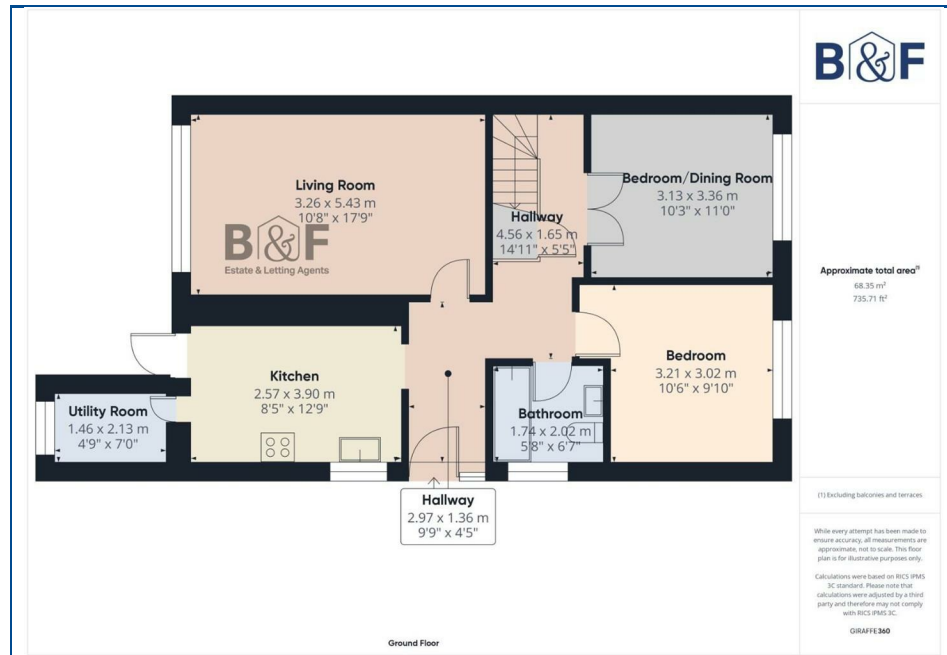 B&F
Living Room
3.26 x 5.43 m
10'8" x 17'9"
B&F
Estate & Letting Agents
Hallway
4.56 x 1.65 m
14'11" x 5'5"
Bedroom/Dining Room
3.13 x 3.36 m
10'3" x 11'0"
Kitchen
2.57 x 3.90 m
8'5" x 12'9"
Utility Room
1.46 x 2.13 m
4'9" x 7'0"
Bathroom
1.74 x 2.02 m
5'8" x 6'7"
Bedroom
3.21 x 3.02 m
10'6" x 9'10"
Hallway
2.97 x 1.36 m
9'9" x 4'5"
Ground Floor
Approximate total area⁽¹⁾
68.35 m²
735.71 ft²
(1) Excluding balconies and terraces
While every attempt has been made to
ensure accuracy, all measurements are
approximate, not to scale. This floor
plan is for illustrative purposes only.
Calculations were based on RICS IPMS
3C standard. Please note that
calculations were adjusted by a third
party and therefore may not comply
with RICS IPMS 3C.
GIRAFFE360